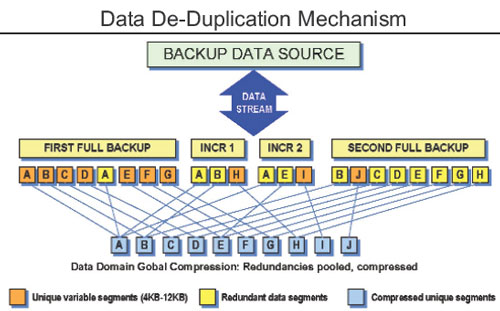 Data De-Duplication Mechanism
BACKUP DATA SOURCE
DATA
STREAM
FIRST FULL BACKUP INCR 1 INCR 2 SECOND FULL BACKUP
A B C D A E F G A B H A E I B J C D E F G H
A B C D E F G H I J
Data Domain Gobal Compression: Redundancies pooled, compressed
Unique variable segments (4KB-12KB) Redundant data segments Compressed unique segments